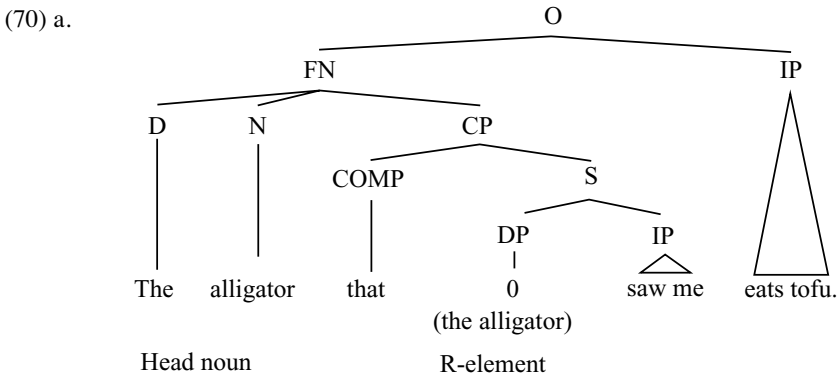 (70) a.
O
FN IP
D N CP
COMP S
DP IP
The alligator that 0 saw me eats tofu.
(the alligator)
Head noun R-element